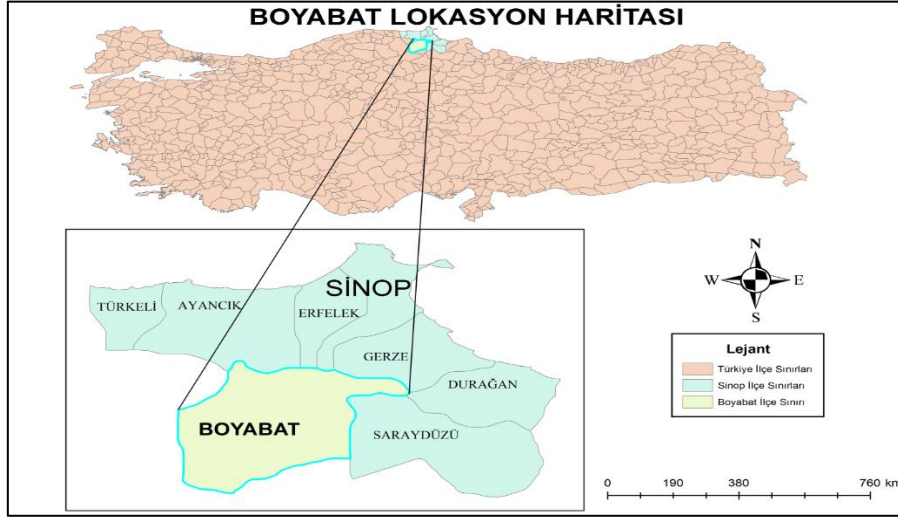 BOYABAT LOKASYON HARİTASI
SİNOP
TÜRKELİ
AYANCIK
ERFELEK
GERZE
DURAĞAN
BOYABAT
SARAYDÜZÜ
N
W E
S
Lejant
Türkiye İlçe Sınırları
Sinop İlçe Sınırları
Boyabat İlçe Sınırı
0 190 380 760 km